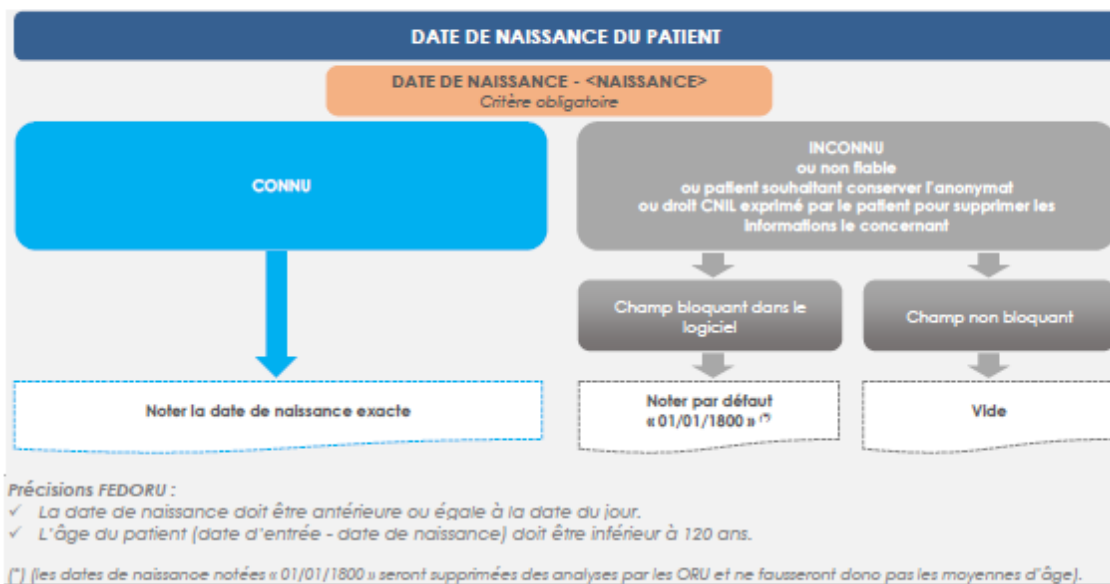 DATE DE NAISSANCE DU PATIENT
DATE DE NAISSANCE - <NAISSANCE>
Critère obligatoire
CONNU
INCONNU
ou non fiable
ou patient souhaitant conserver l'anonymat
ou droit CNIL exprimé par le patient pour supprimer les
informations le concernant
Champ bloquant dans le
logiciel
Champ non bloquant
Noter la date de naissance exacte
Noter par défaut
« 01/01/1800 » (*)
Vide
Précisions FEDORU :
✓ La date de naissance doit être antérieure ou égale à la date du jour.
✓ L'âge du patient (date d'entrée - date de naissance) doit être inférieur à 120 ans.
(*) (les dates de naissance notées « 01/01/1800 » seront supprimées des analyses par les ORU et ne fausseront donc pas les moyennes d'âge).